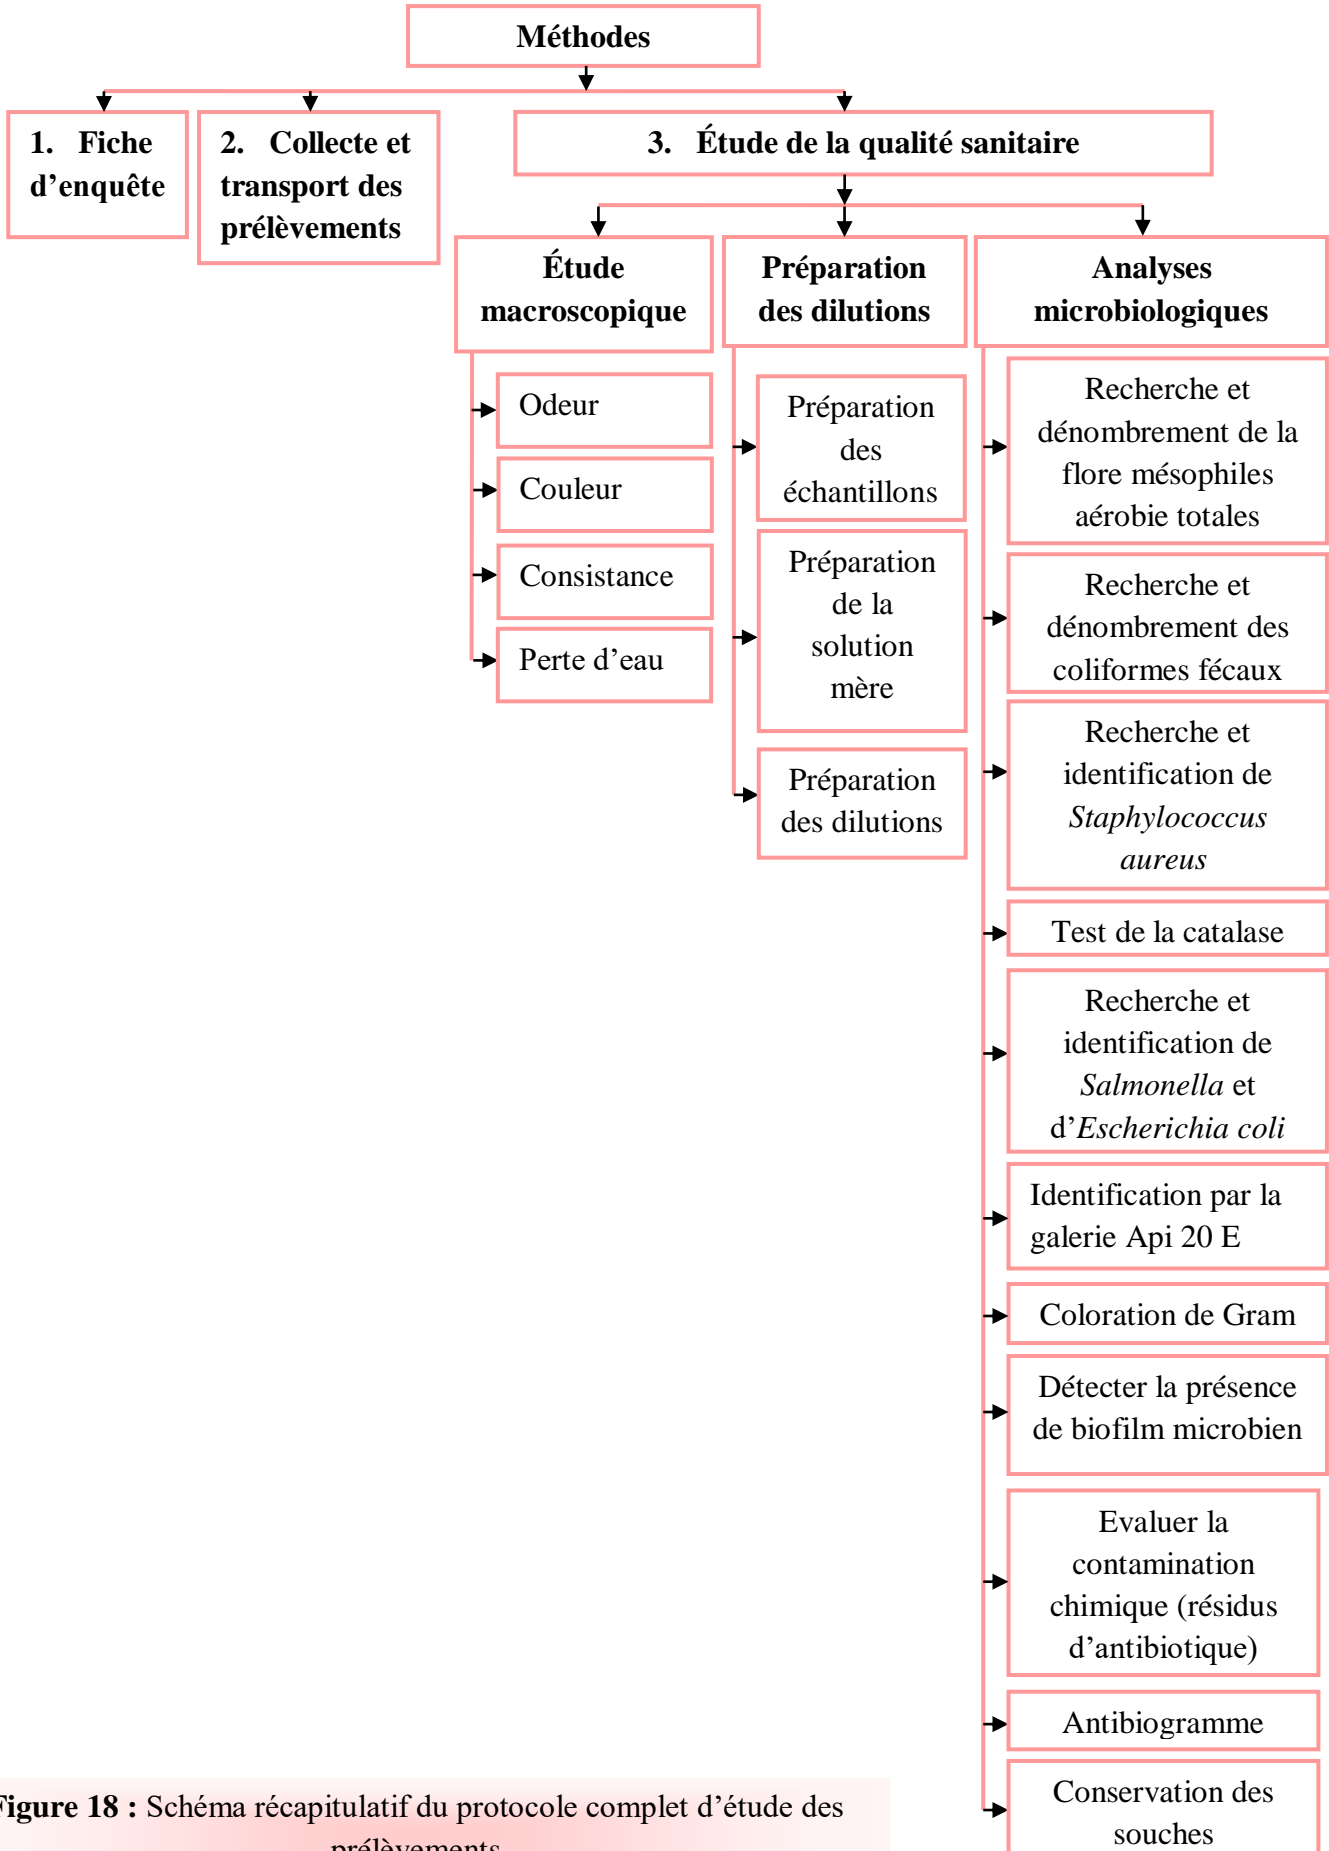 Méthodes
1. Fiche
d’enquête
2. Collecte et
transport des
prélèvements
3. Étude de la qualité sanitaire
Étude
macroscopique
Odeur
Couleur
Consistance
Perte d’eau
Préparation
des dilutions
Préparation
des
échantillons
Préparation
de la
solution
mère
Préparation
des dilutions
Analyses
microbiologiques
Recherche et
dénombrement de la
flore mésophiles
aérobie totales
Recherche et
dénombrement des
coliformes fécaux
Recherche et
identification de
Staphylococcus
aureus
Test de la catalase
Recherche et
identification de
Salmonella et
d’Escherichia coli
Identification par la
galerie Api 20 E
Coloration de Gram
Détecter la présence
de biofilm microbien
Evaluer la
contamination
chimique (résidus
d’antibiotique)
Antibiogramme
Conservation des
souches
Figure 18 : Schéma récapitulatif du protocole complet d’étude des
prélèvements